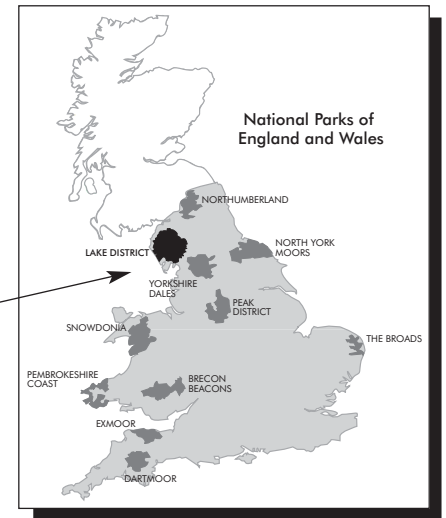 National Parks of
England and Wales
NORTHUMBERLAND
LAKE DISTRICT
NORTH YORK
MOORS
YORKSHIRE
DALES
PEAK
DISTRICT
SNOWDONIA
THE BROADS
PEMBROKESHIRE
COAST
BRECON
BEACONS
EXMOOR
DARTMOOR